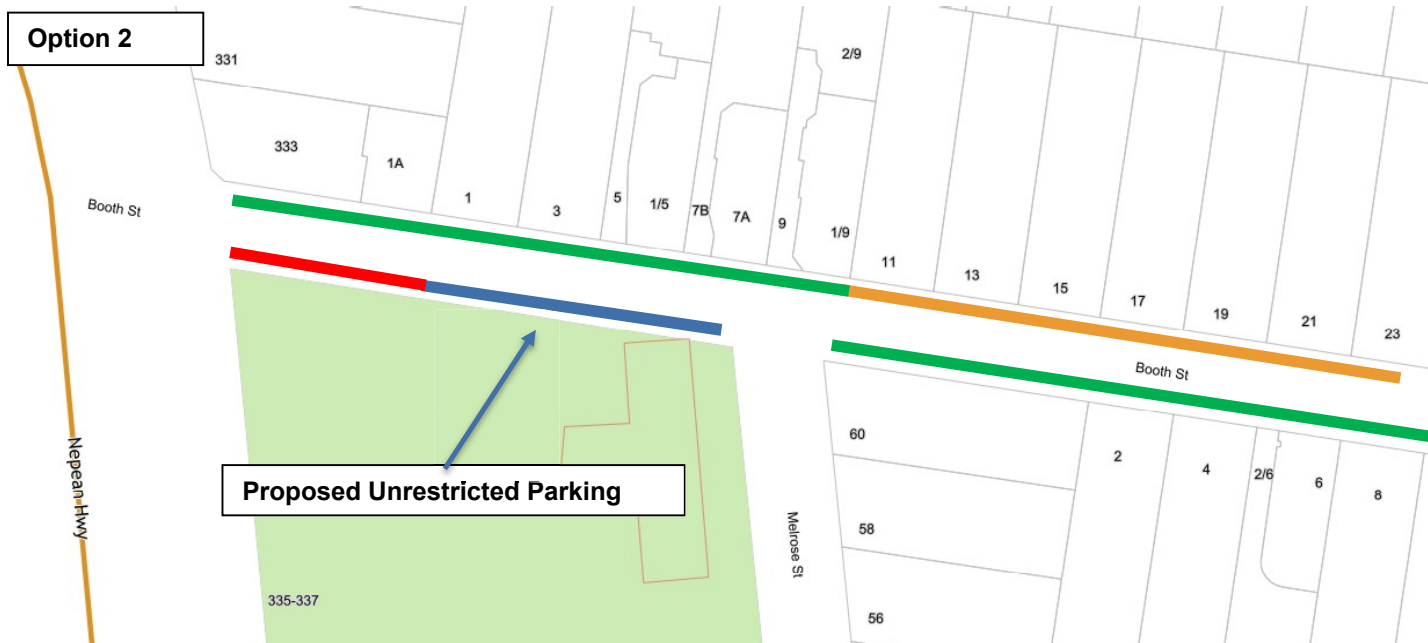 Option 2
331
2/9
333
1A
1
3
5
1/5
7B
7A
9
1/9
11
13
15
17
19
21
23
Booth St
Booth St
Nepean Hwy
Proposed Unrestricted Parking
335-337
Melrose St
60
58
56
2
4
2/6
6
8